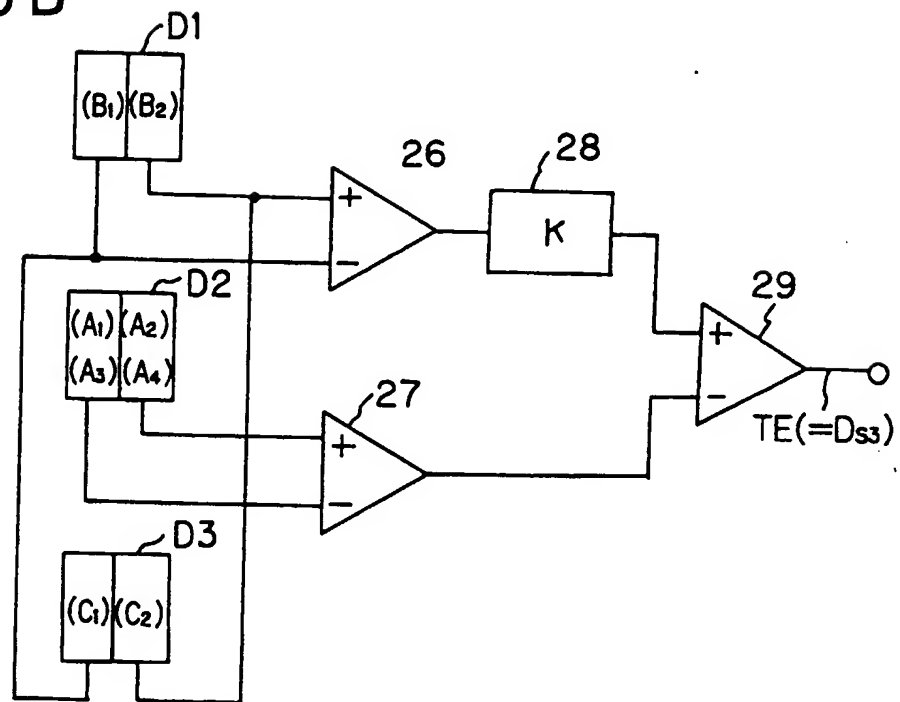 D1
(B1) (B2)
26
+
−
28
K
D2
(A1) (A2)
(A3) (A4)
27
+
−
29
+
−
TE(=DS3)
D3
(C1) (C2)